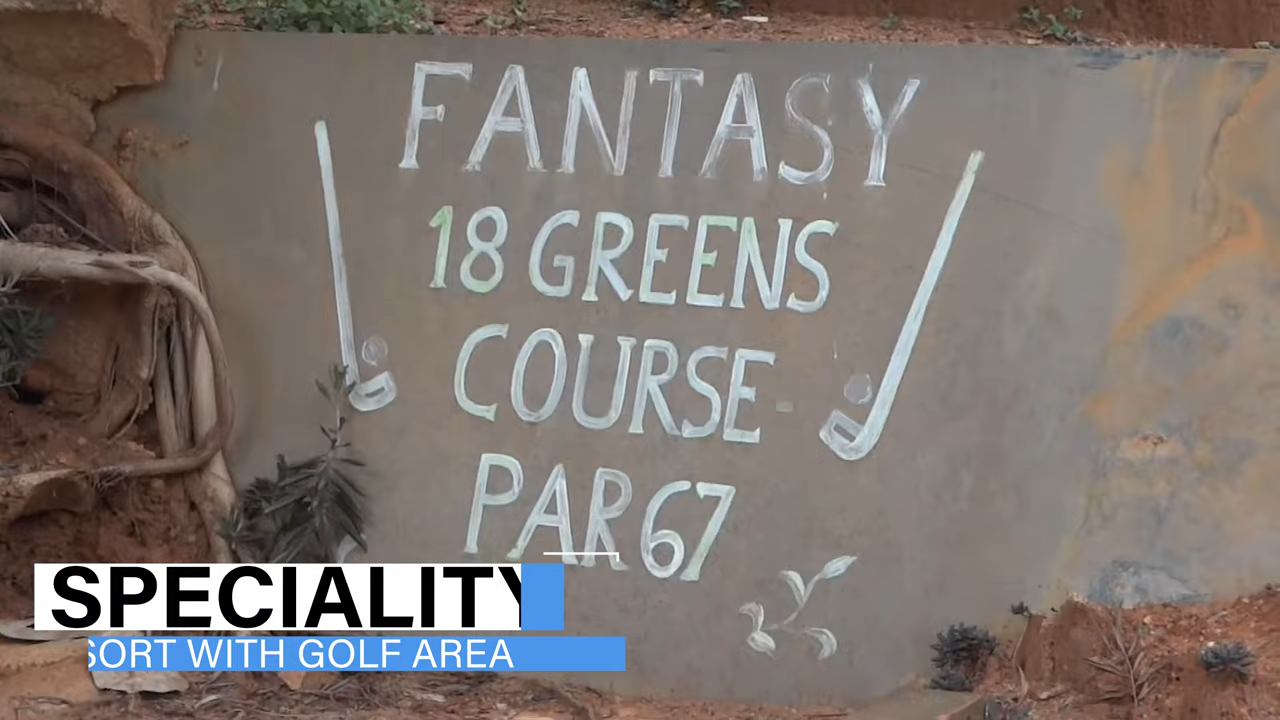 FANTASY
18 GREENS
COURSE
PAR 67
SPECIALITY
SORT WITH GOLF AREA